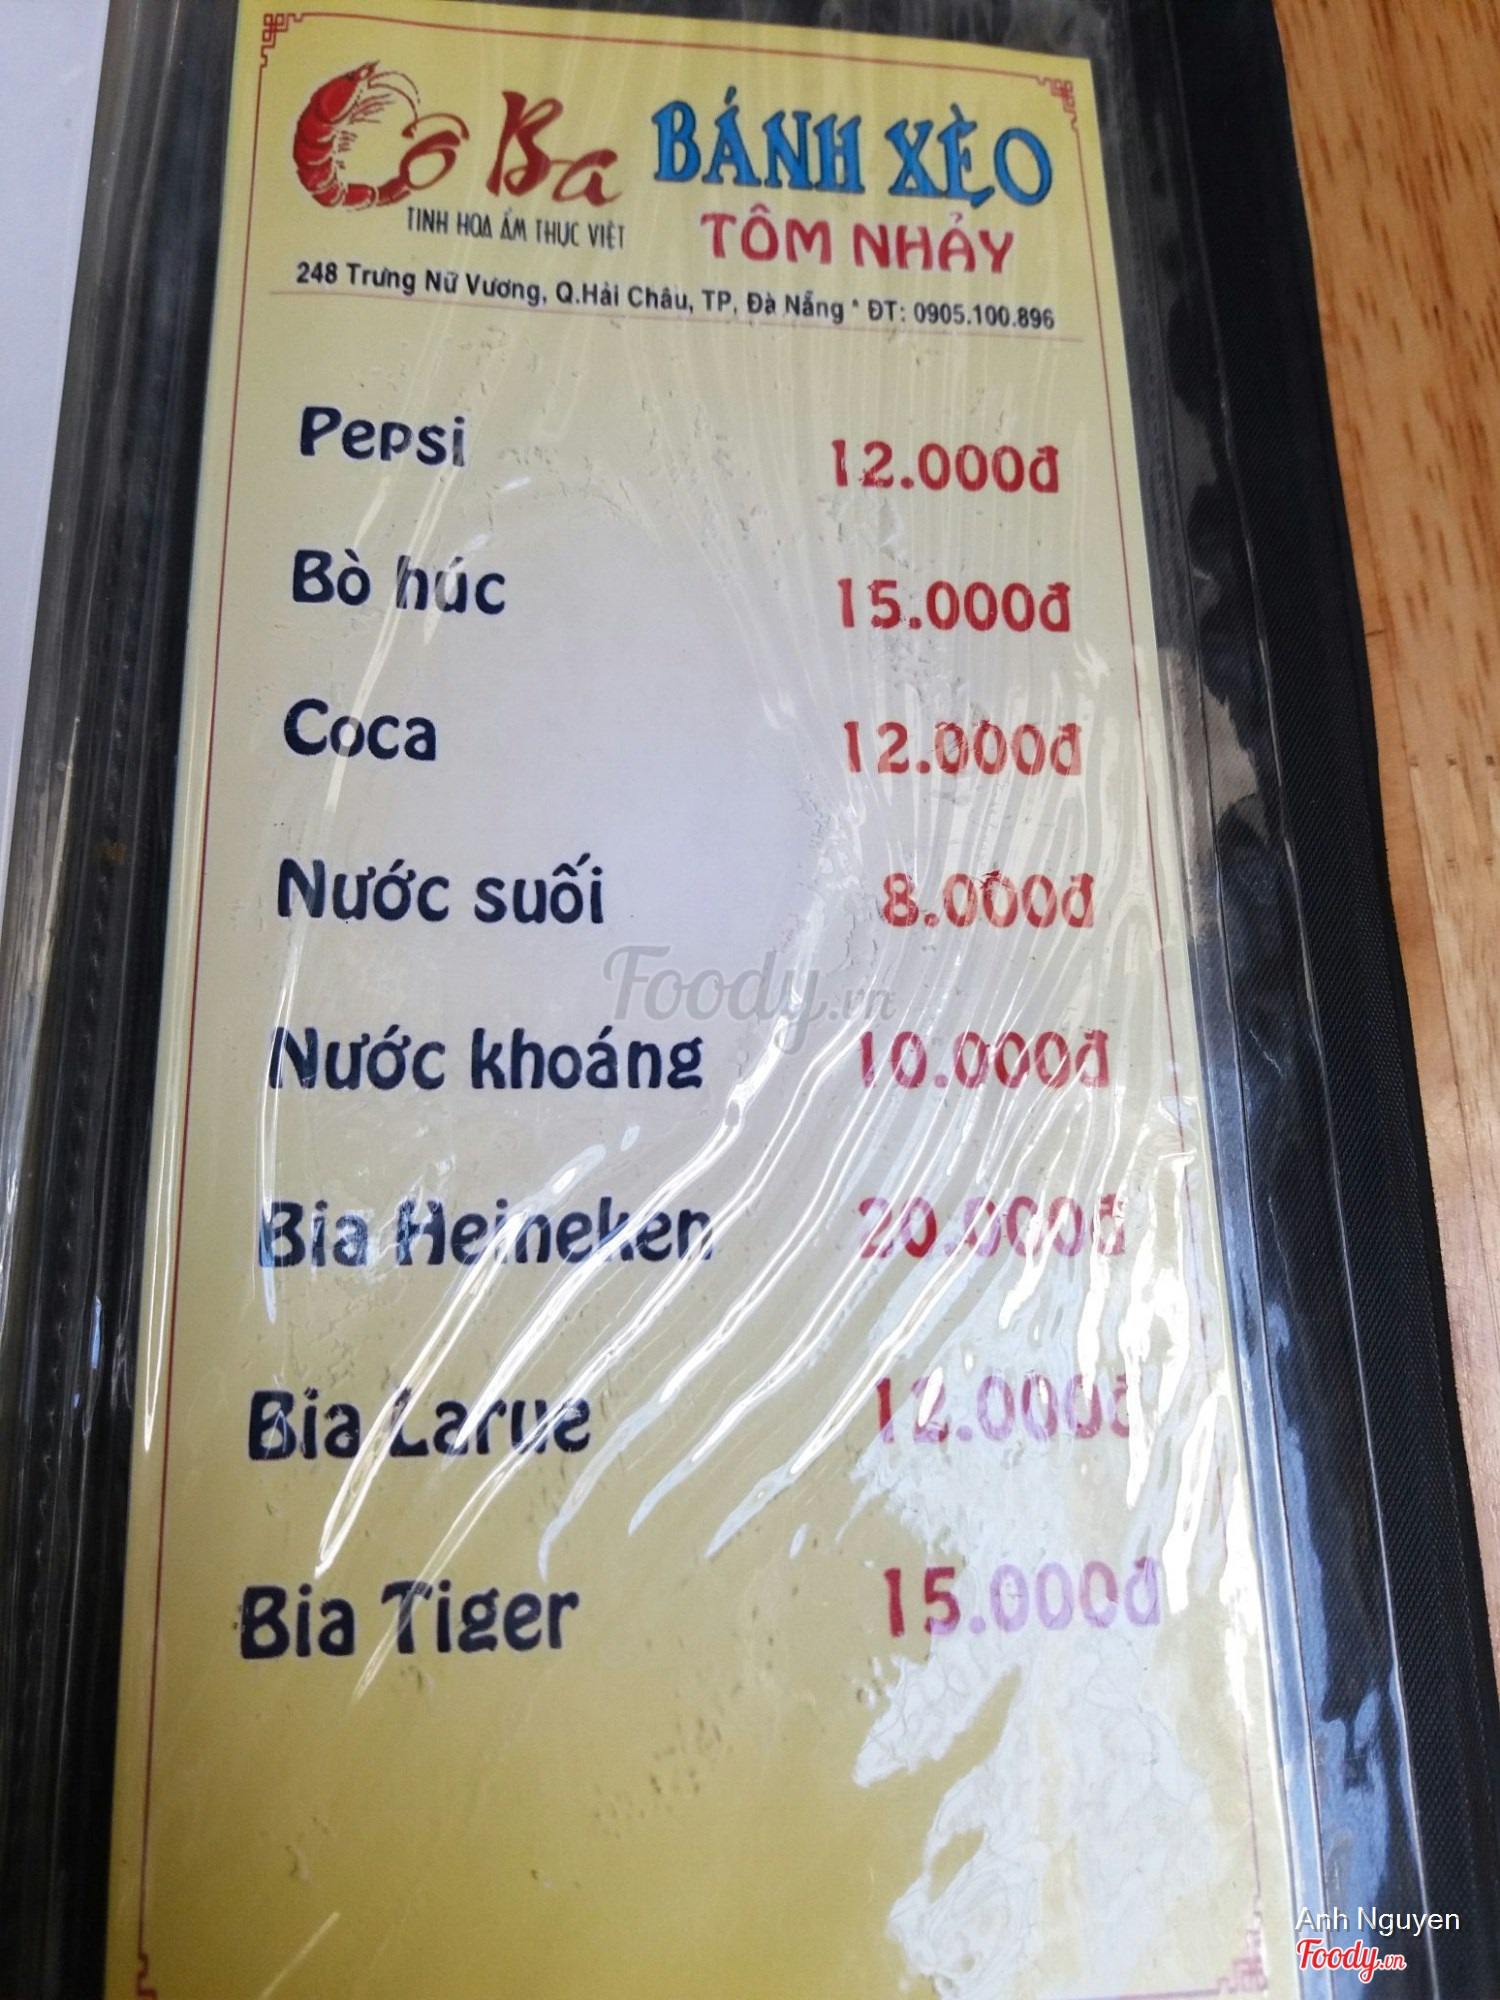 Cô Ba BÁNH XÈO
TINH HOA ẨM THỰC VIỆT TÔM NHẢY
248 Trưng Nữ Vương, Q.Hải Châu, TP, Đà Nẵng * ĐT: 0905.100.896
Pepsi 12.000đ
Bò húc 15.000đ
Coca 12.000đ
Nước suối 8.000đ
Foody.vn
Nước khoáng 10.000đ
Bia Heineken 20.000đ
Bia Larue 12.000đ
Bia Tiger 15.000đ
Anh Nguyen
Foody.vn